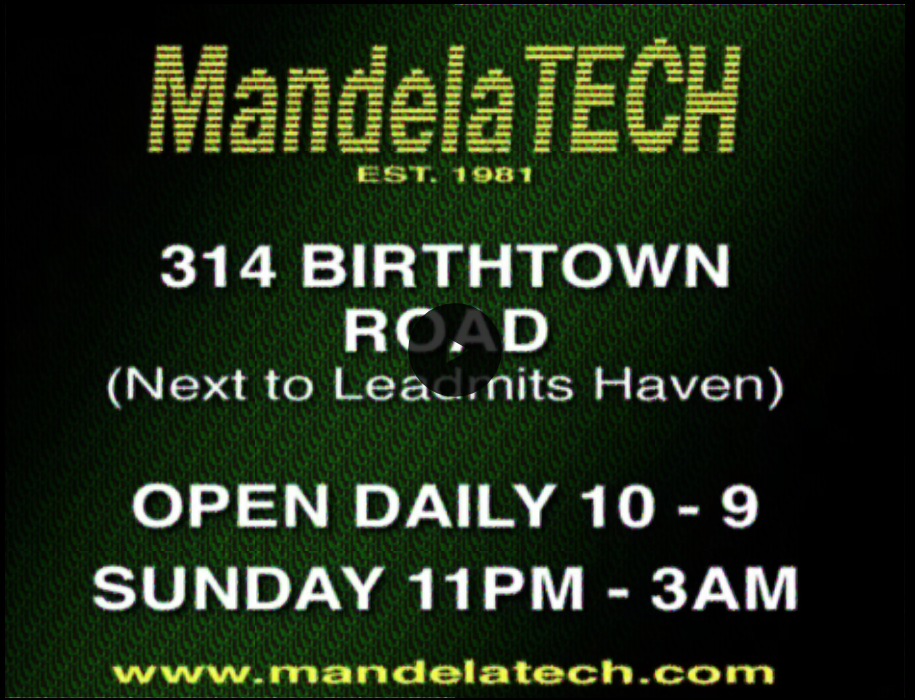 MandelaTECH
EST. 1981
314 BIRTHTOWN
ROAD
(Next to Leadmits Haven)
OPEN DAILY 10 - 9
SUNDAY 11PM - 3AM
www.mandelatech.com